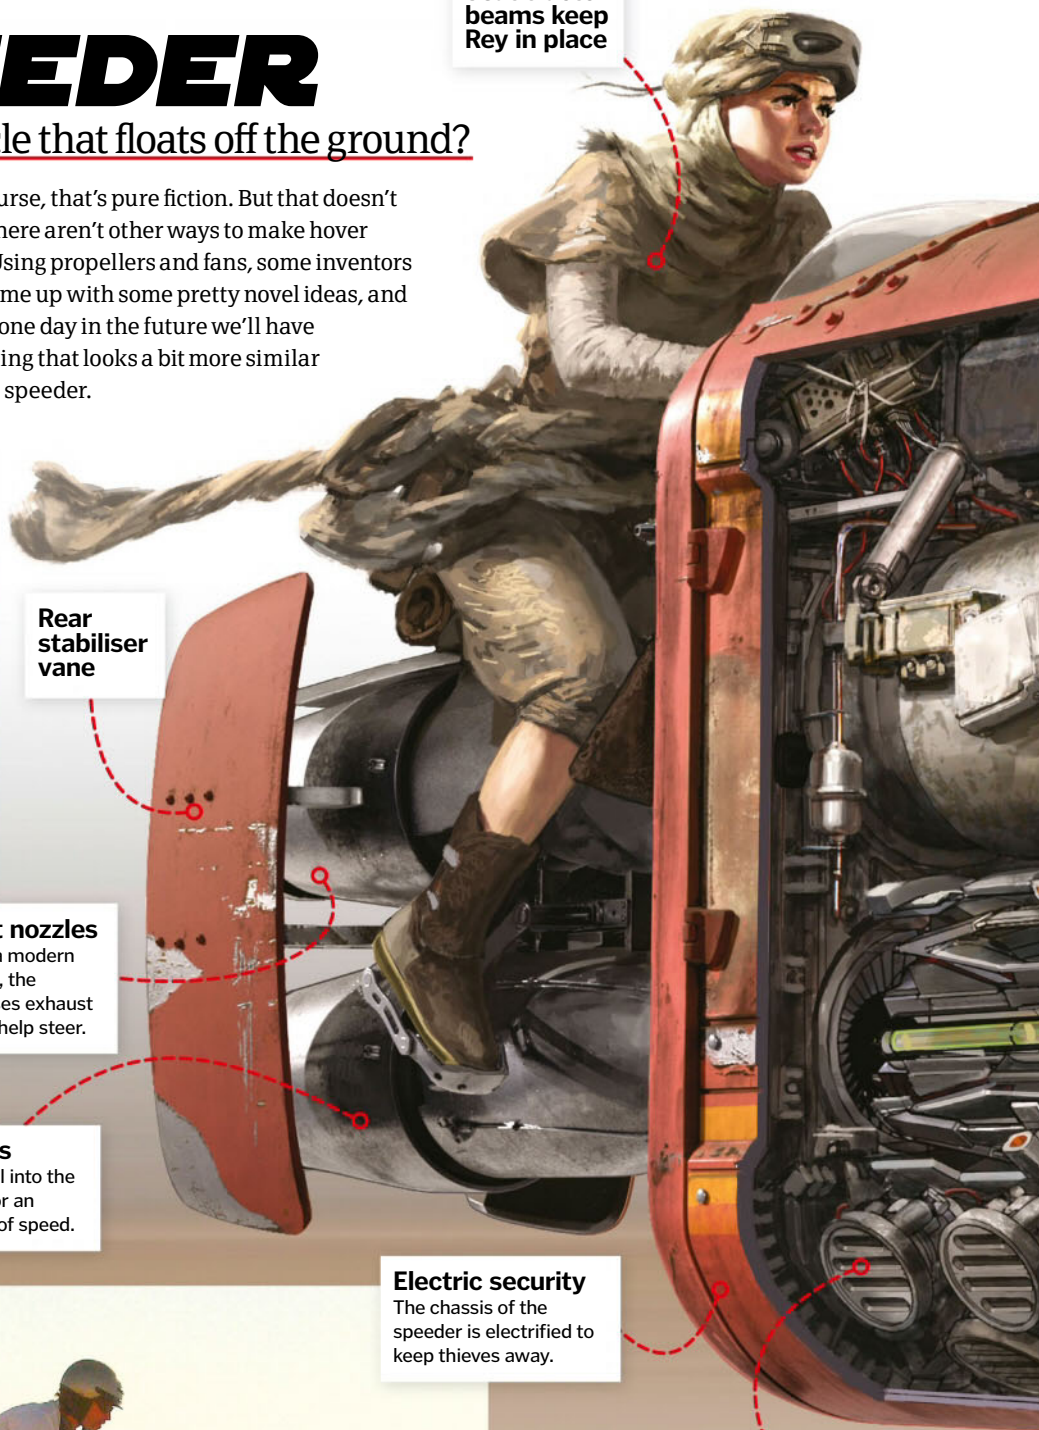 EDER
le that floats off the ground?
urse, that's pure fiction. But that doesn't
here aren't other ways to make hover
Using propellers and fans, some inventors
me up with some pretty novel ideas, and
one day in the future we'll have
ing that looks a bit more similar
speeder.
beams keep
Rey in place
Rear
stabiliser
vane
t nozzles
n modern
, the
es exhaust
help steer.
s
l into the
or an
of speed.
Electric security
The chassis of the
speeder is electrified to
keep thieves away.